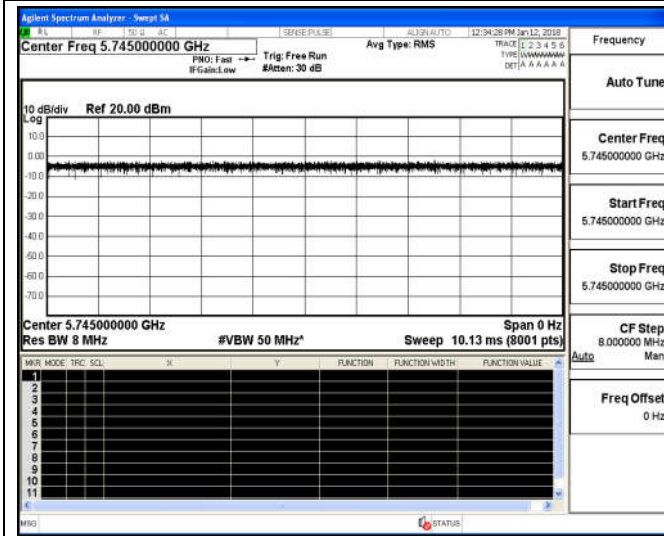 Agilent Spectrum Analyzer - Swept SA
RL RF 50 Ω AC SENSE:PULSE ALIGN AUTO 12:34:28 PM Jan 12, 2018
Center Freq 5.745000000 GHz
PNO: Fast
IFGain:Low
Trig: Free Run
#Atten: 30 dB
Avg Type: RMS
TRACE 1 2 3 4 5 6
TYPE
DET A A A A A A
10 dB/div Ref 20.00 dBm
Log
10.0
0.00
-10.0
-20.0
-30.0
-40.0
-50.0
-60.0
-70.0
Center 5.745000000 GHz Span 0 Hz
Res BW 8 MHz #VBW 50 MHz* Sweep 10.13 ms (8001 pts)
MKR MODE TRC SCL X Y FUNCTION FUNCTION WIDTH FUNCTION VALUE
1
2
3
4
5
6
7
8
9
10
11
MSG STATUS
Frequency
Auto Tune
Center Freq
5.745000000 GHz
Start Freq
5.745000000 GHz
Stop Freq
5.745000000 GHz
CF Step
8.000000 MHz
Auto Man
Freq Offset
0 Hz